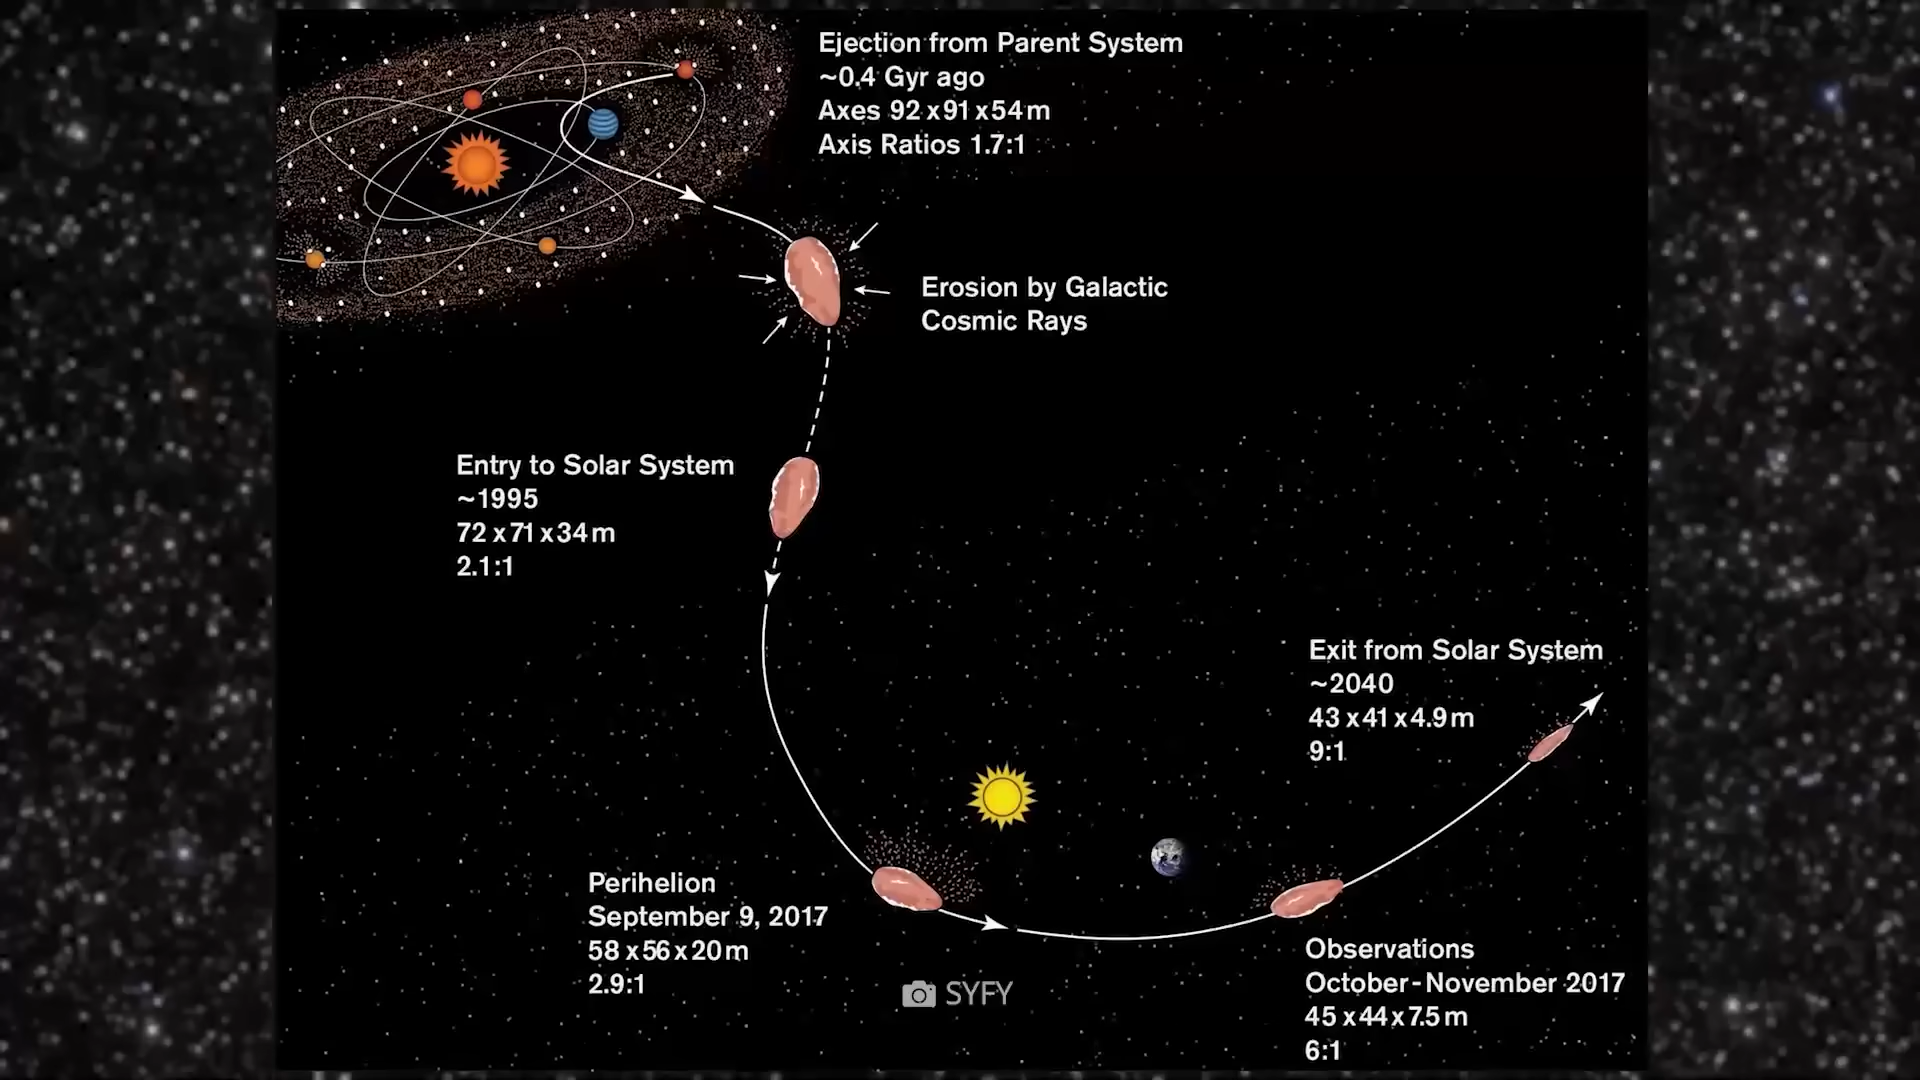 Ejection from Parent System
~0.4 Gyr ago
Axes 92 x 91 x 54 m
Axis Ratios 1.7:1
Erosion by Galactic
Cosmic Rays
Entry to Solar System
~1995
72 x 71 x 34 m
2.1:1
Exit from Solar System
~2040
43 x 41 x 4.9 m
9:1
Perihelion
September 9, 2017
58 x 56 x 20 m
2.9:1
Observations
October - November 2017
45 x 44 x 7.5 m
6:1
SYFY